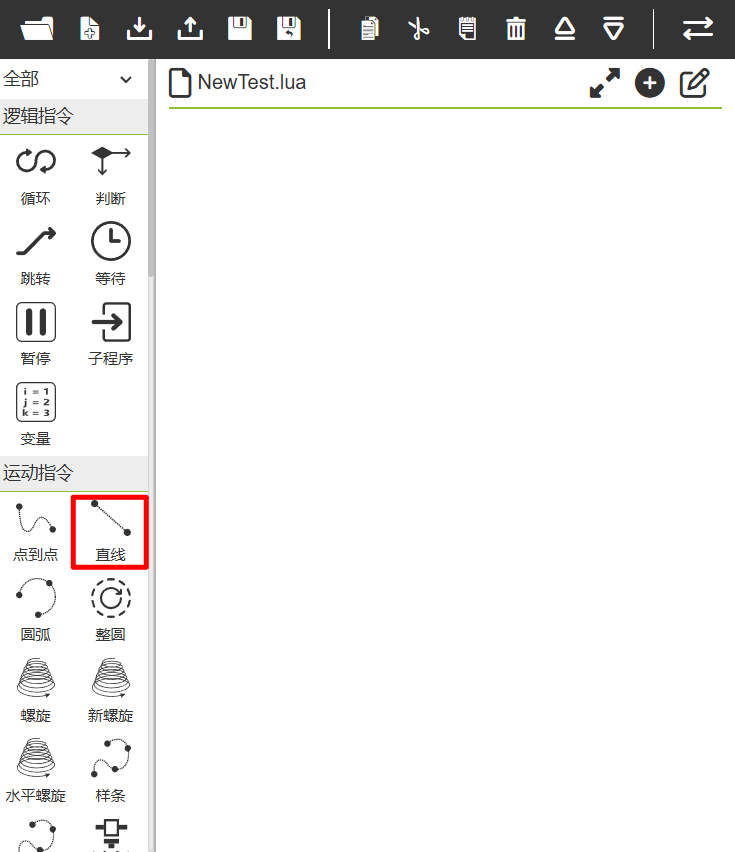 全部
NewTest.lua
逻辑指令
循环 判断
跳转 等待
暂停 子程序
i = 1
j = 2
k = 3
变量
运动指令
点到点 直线
圆弧 整圆
螺旋 新螺旋
水平螺旋 样条